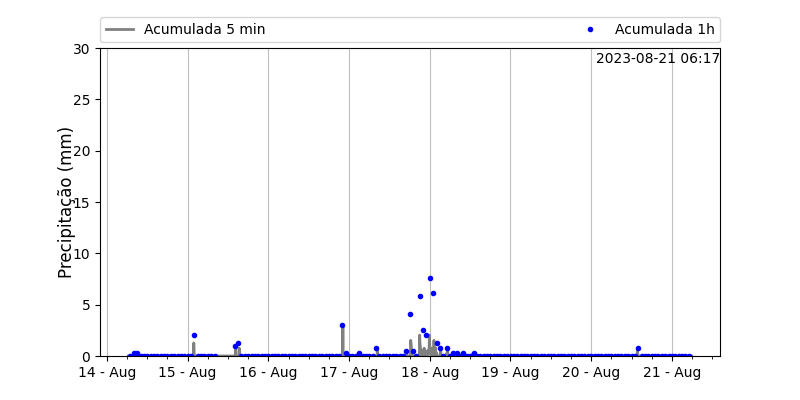 Acumulada 5 min
Acumulada 1h
2023-08-21 06:17
Precipitação (mm)
30
25
20
15
10
5
0
14 - Aug
15 - Aug
16 - Aug
17 - Aug
18 - Aug
19 - Aug
20 - Aug
21 - Aug